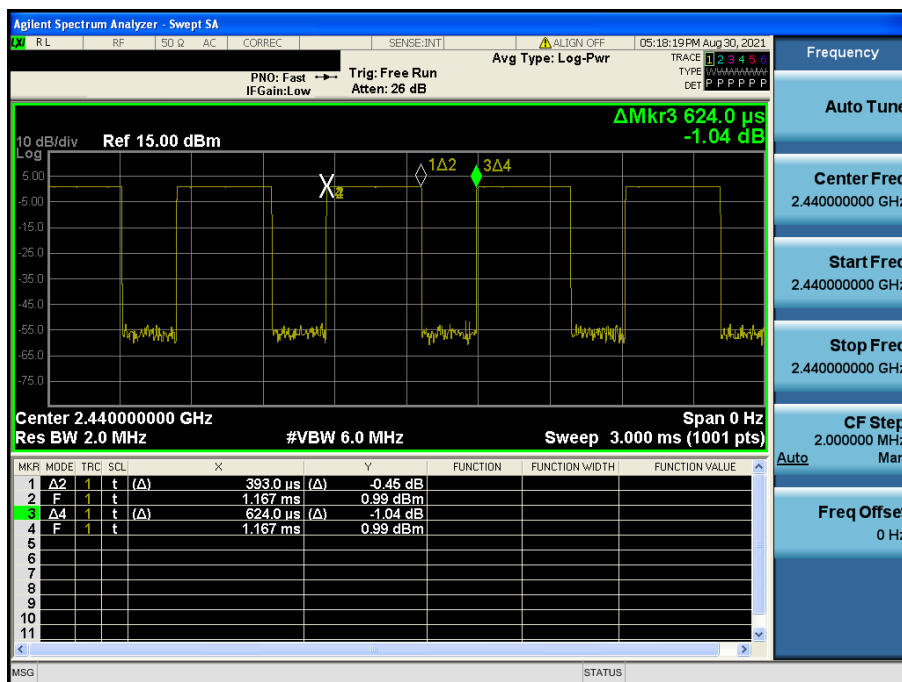 Agilent Spectrum Analyzer - Swept SA
LXI RL RF 50 Ω AC CORREC SENSE:INT ALIGN OFF 05:18:19PM Aug 30, 2021
Avg Type: Log-Pwr
TRACE 1 2 3 4 5 6
TYPE WWWWWW
DET P P P P P P
PNO: Fast Trig: Free Run
IFGain:Low Atten: 26 dB
Frequency
Auto Tune
ΔMkr3 624.0 µs
-1.04 dB
10 dB/div Ref 15.00 dBm
Log
5.00
-5.00
-15.0
-25.0
-35.0
-45.0
-55.0
-65.0
-75.0
1Δ2
3Δ4
Center Freq
2.440000000 GHz
Start Freq
2.440000000 GHz
Stop Freq
2.440000000 GHz
CF Step
2.000000 MHz
Auto Man
Freq Offset
0 Hz
Center 2.440000000 GHz Span 0 Hz
Res BW 2.0 MHz #VBW 6.0 MHz Sweep 3.000 ms (1001 pts)
MKR MODE TRC SCL X Y FUNCTION FUNCTION WIDTH FUNCTION VALUE
1 Δ2 1 t (Δ) 393.0 µs (Δ) -0.45 dB
2 F 1 t 1.167 ms 0.99 dBm
3 Δ4 1 t (Δ) 624.0 µs (Δ) -1.04 dB
4 F 1 t 1.167 ms 0.99 dBm
5
6
7
8
9
10
11
MSG STATUS